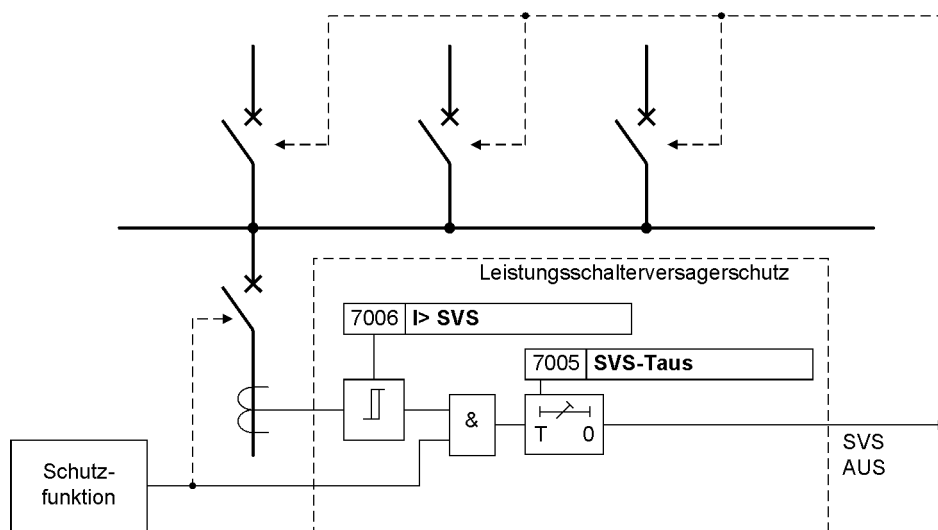 Leistungsschalterversagerschutz
7006 I> SVS
7005 SVS-Taus
&
T 0
SVS
AUS
Schutz-
funktion